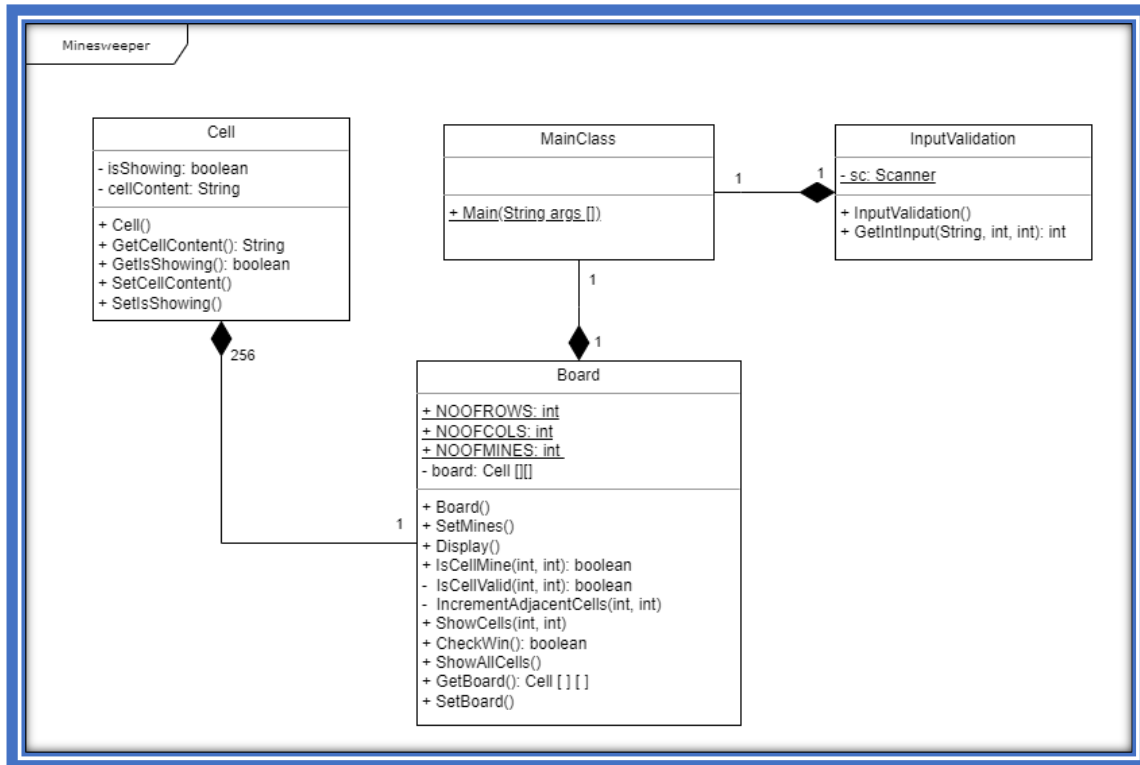 Minesweeper
Cell
- isShowing: boolean
- cellContent: String
+ Cell()
+ GetCellContent(): String
+ GetIsShowing(): boolean
+ SetCellContent()
+ SetIsShowing()
256
1
MainClass
+ Main(String args [])
1
1
InputValidation
- sc: Scanner
+ InputValidation()
+ GetIntInput(String, int, int): int
1
1
Board
+ NOOFROWS: int
+ NOOFCOLS: int
+ NOOFMINES: int
- board: Cell [][]
+ Board()
+ SetMines()
+ Display()
+ IsCellMine(int, int): boolean
- IsCellValid(int, int): boolean
- IncrementAdjacentCells(int, int)
+ ShowCells(int, int)
+ CheckWin(): boolean
+ ShowAllCells()
+ GetBoard(): Cell [ ] [ ]
+ SetBoard()